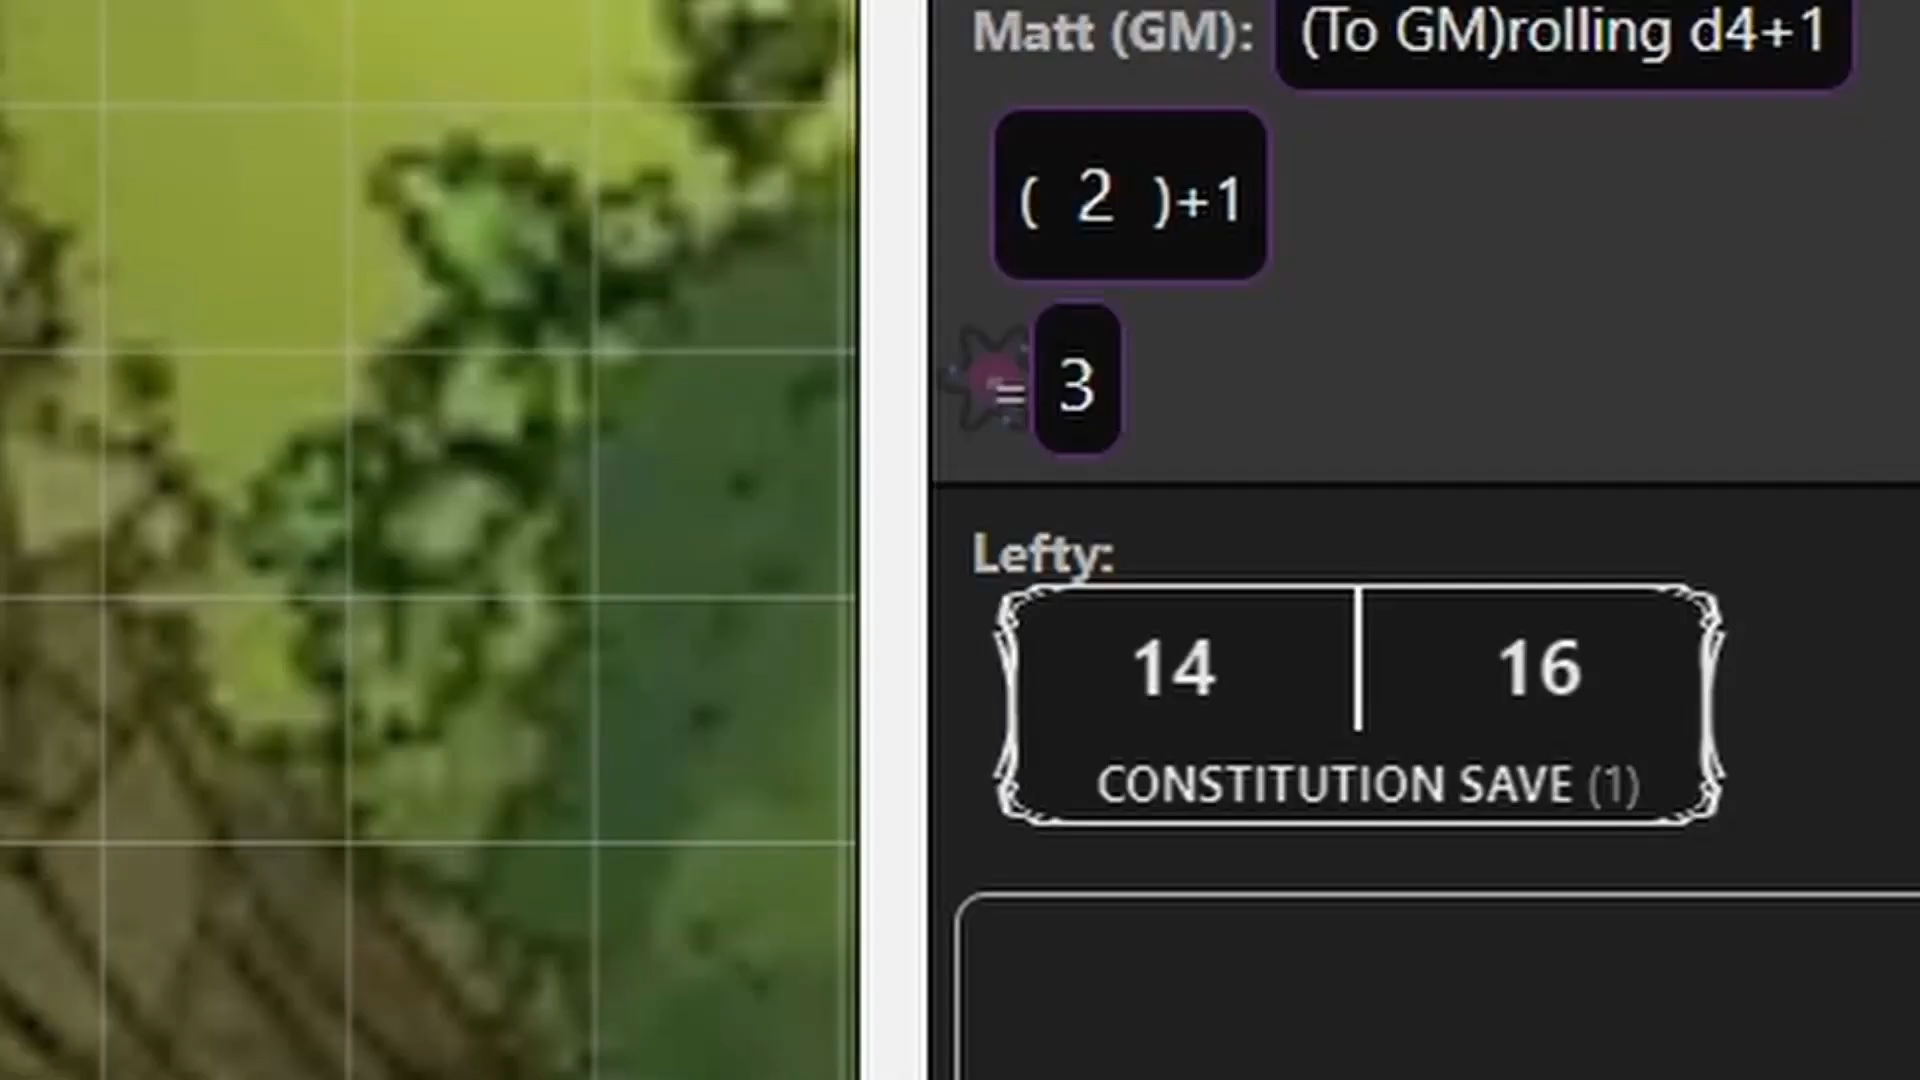 Matt (GM): (To GM)rolling d4+1
( 2 )+1
= 3
Lefty:
14 16
CONSTITUTION SAVE (1)